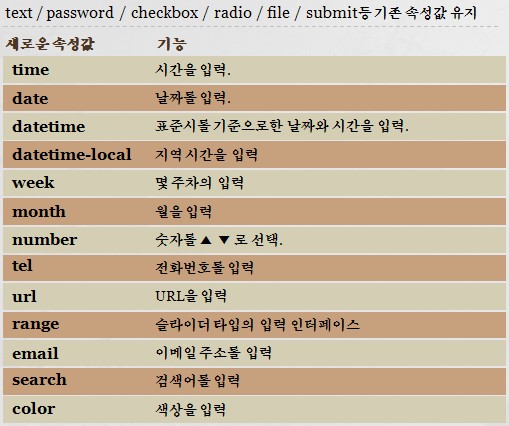 text / password / checkbox / radio / file / submit등 기존 속성값 유지
새로운 속성값 기능
time 시간을 입력.
date 날짜를 입력.
datetime 표준시를 기준으로한 날짜와 시간을 입력.
datetime-local 지역 시간을 입력
week 몇 주차의 입력
month 월을 입력
number 숫자를 ▲ ▼ 로 선택.
tel 전화번호를 입력
url URL을 입력
range 슬라이더 타입의 입력 인터페이스
email 이메일 주소를 입력
search 검색어를 입력
color 색상을 입력